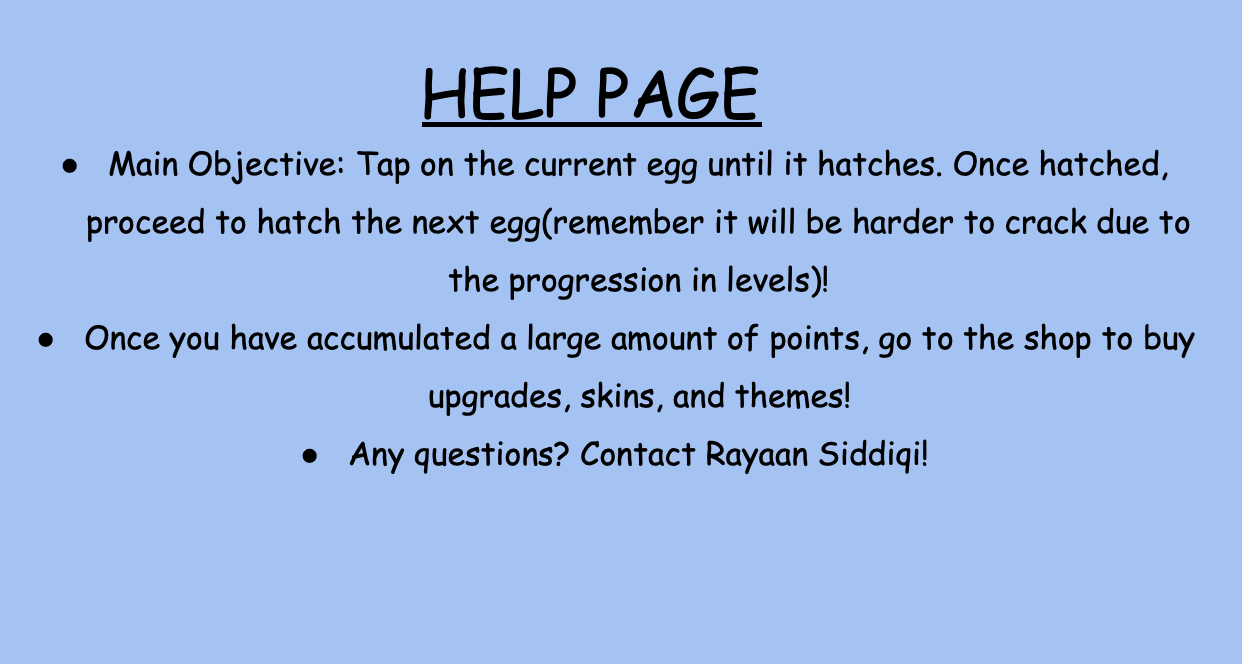 HELP PAGE
● Main Objective: Tap on the current egg until it hatches. Once hatched,
proceed to hatch the next egg(remember it will be harder to crack due to
the progression in levels)!
● Once you have accumulated a large amount of points, go to the shop to buy
upgrades, skins, and themes!
● Any questions? Contact Rayaan Siddiqi!